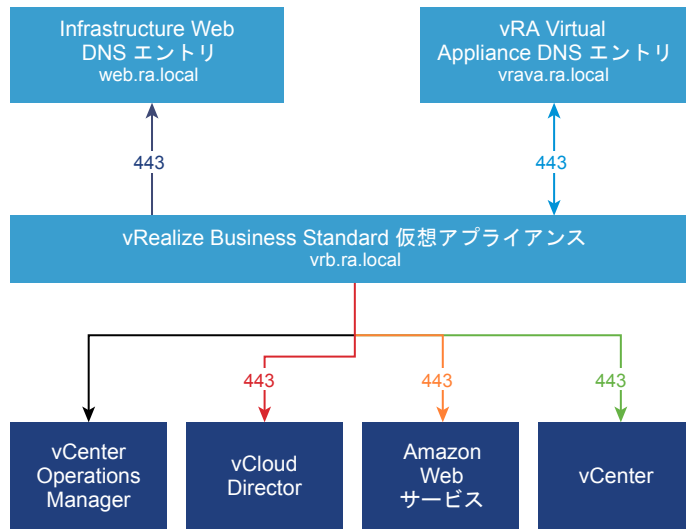 Infrastructure Web
DNS エントリ
web.ra.local
vRA Virtual
Appliance DNS エントリ
vrava.ra.local
443
443
vRealize Business Standard 仮想アプライアンス
vrb.ra.local
443
443
443
vCenter
Operations
Manager
vCloud
Director
Amazon
Web
サービス
vCenter